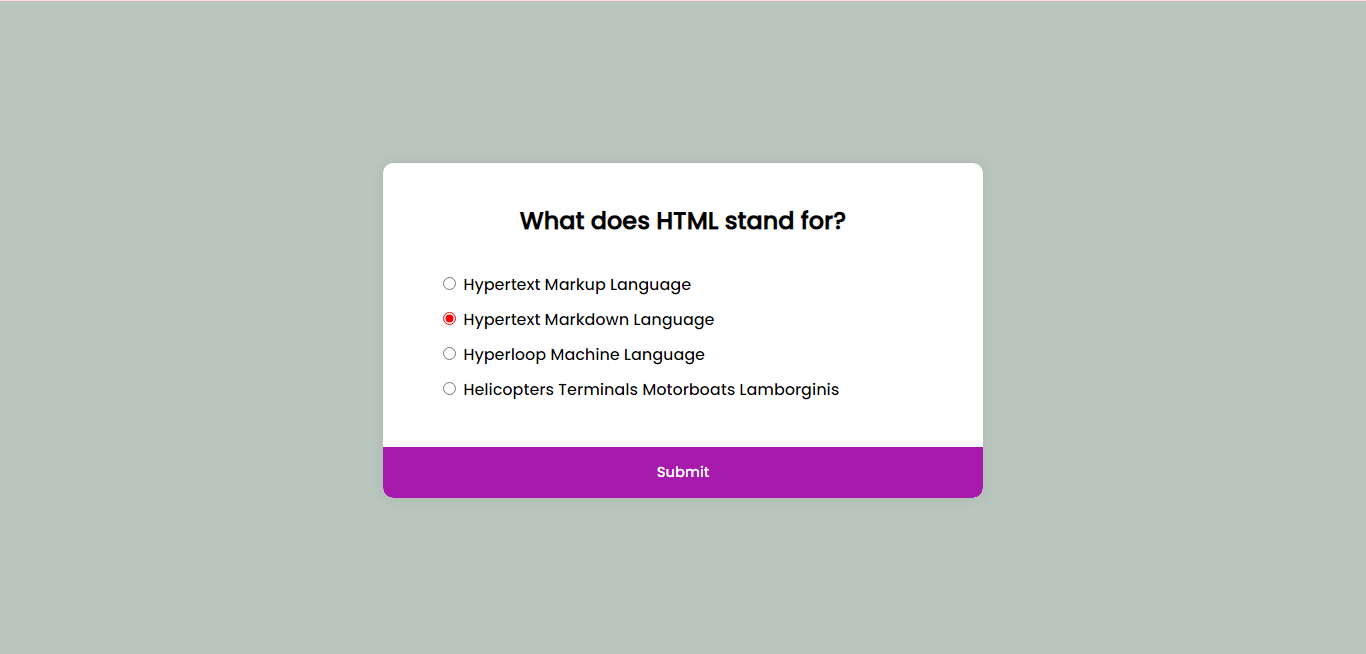 What does HTML stand for?
Hypertext Markup Language
Hypertext Markdown Language
Hyperloop Machine Language
Helicopters Terminals Motorboats Lamborginis
Submit